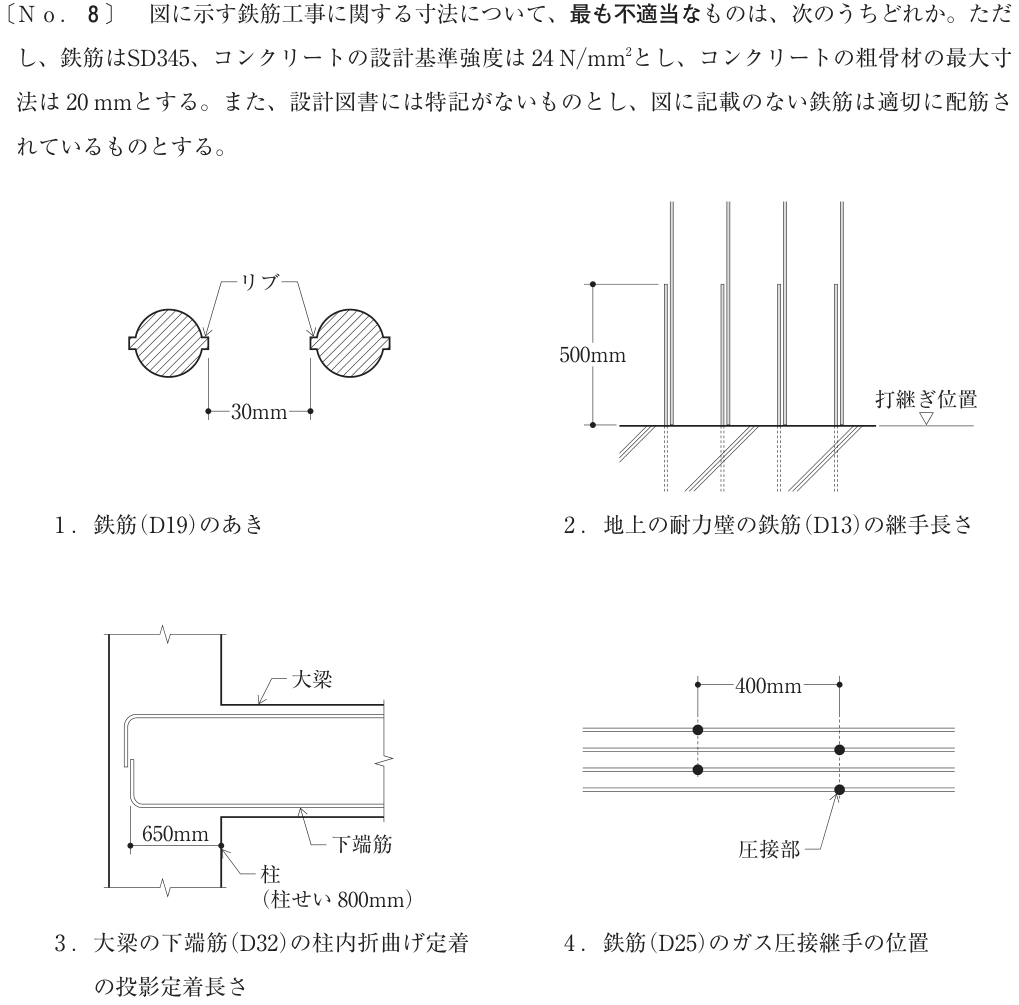 〔Ｎｏ．８〕　図に示す鉄筋工事に関する寸法について、最も不適当なものは、次のうちどれか。ただ
し、鉄筋はSD345、コンクリートの設計基準強度は 24 N/mm²とし、コンクリートの粗骨材の最大寸
法は 20 mmとする。また、設計図書には特記がないものとし、図に記載のない鉄筋は適切に配筋さ
れているものとする。
リブ
30mm
1．鉄筋(D19)のあき
500mm
打継ぎ位置
2．地上の耐力壁の鉄筋(D13)の継手長さ
大梁
650mm
下端筋
柱
(柱せい 800mm)
3．大梁の下端筋(D32)の柱内折曲げ定着
の投影定着長さ
400mm
圧接部
4．鉄筋(D25)のガス圧接継手の位置